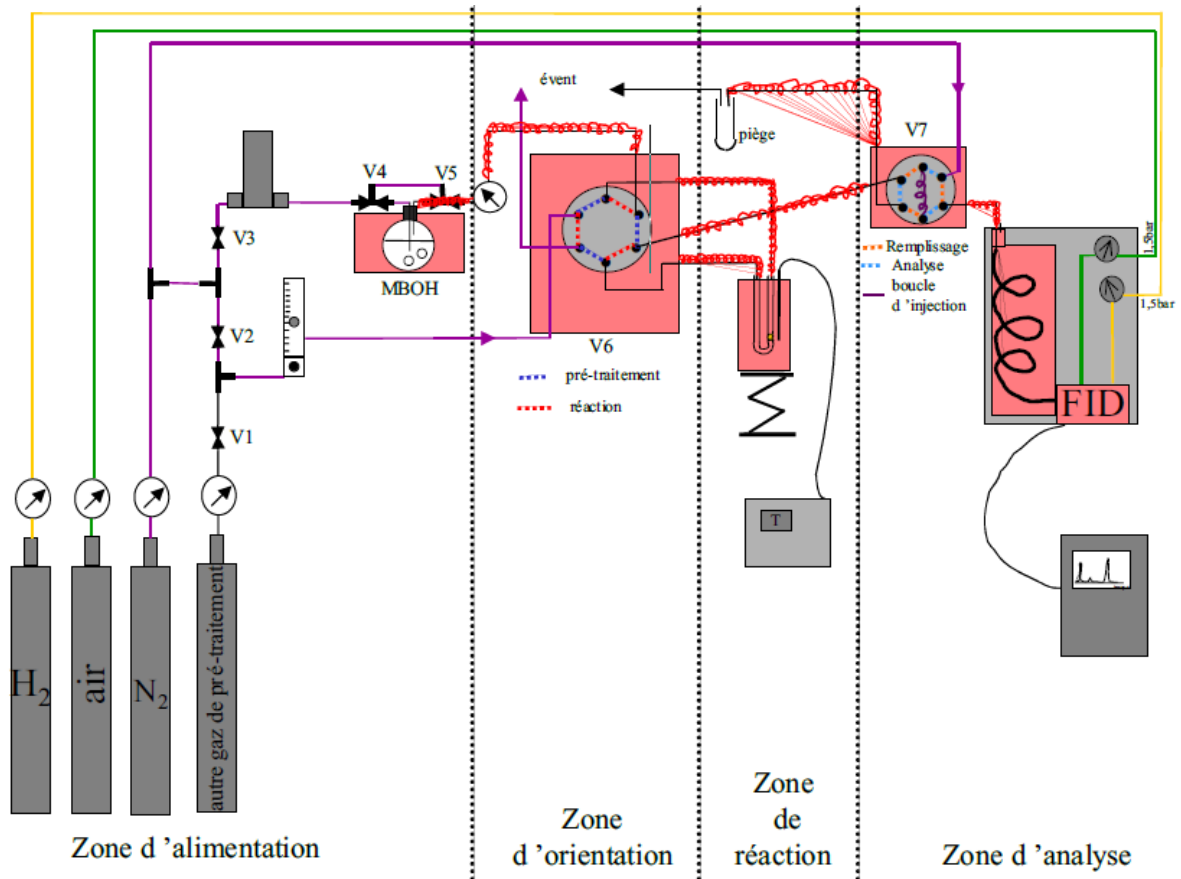 évent
piège
V7
V4
V5
V3
MBOH
V2
V6
V1
pré-traitement
réaction
Remplissage
Analyse
boucle
d 'injection
1,5bar
1,5bar
FID
T
H2
air
N2
autre gaz de pré-traitement
Zone d 'alimentation
Zone
d 'orientation
Zone
de
réaction
Zone d 'analyse